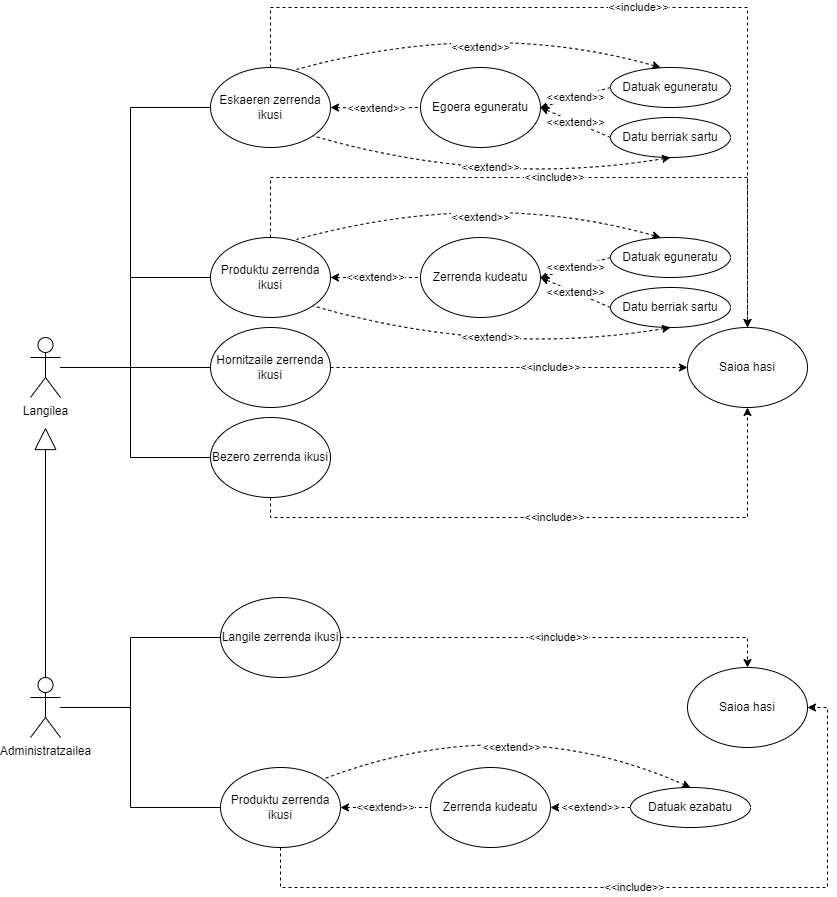 <<include>>
<<extend>>
Eskaeren zerrenda
ikusi
<<extend>>
Egoera eguneratu
<<extend>>
Datuak eguneratu
<<extend>>
Datu berriak sartu
<<extend>>
<<include>>
<<extend>>
Produktu zerrenda
ikusi
<<extend>>
Zerrenda kudeatu
<<extend>>
Datuak eguneratu
<<extend>>
Datu berriak sartu
<<extend>>
Langilea
Hornitzaile zerrenda
ikusi
<<include>>
Saioa hasi
Bezero zerrenda ikusi
<<include>>
Langile zerrenda ikusi
<<include>>
Saioa hasi
Administratzailea
<<extend>>
Produktu zerrenda
ikusi
<<extend>>
Zerrenda kudeatu
<<extend>>
Datuak ezabatu
<<include>>